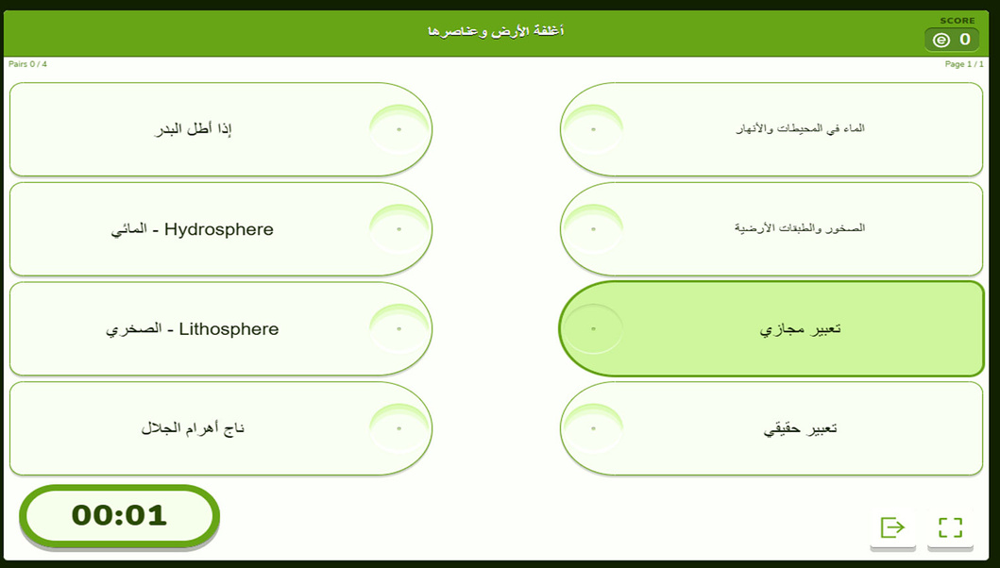 أغلفة الأرض وعناصرها
SCORE
0
Pairs 0 / 4
Page 1 / 1
إذا أطل البدر
الماء في المحيطات والأنهار
Hydrosphere - المائي
الصخور والطبقات الأرضية
Lithosphere - الصخري
تعبير مجازي
ناج أهرام الجلال
تعبير حقيقي
00:01